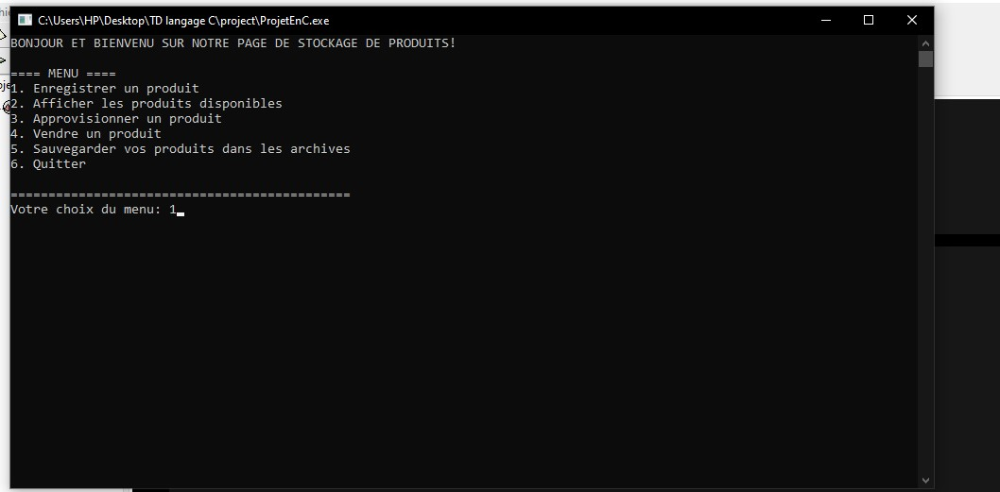 C:\Users\HP\Desktop\TD langage C\project\ProjetEnC.exe
BONJOUR ET BIENVENU SUR NOTRE PAGE DE STOCKAGE DE PRODUITS!
==== MENU ====
1. Enregistrer un produit
2. Afficher les produits disponibles
3. Approvisionner un produit
4. Vendre un produit
5. Sauvegarder vos produits dans les archives
6. Quitter
=============================================
Votre choix du menu: 1